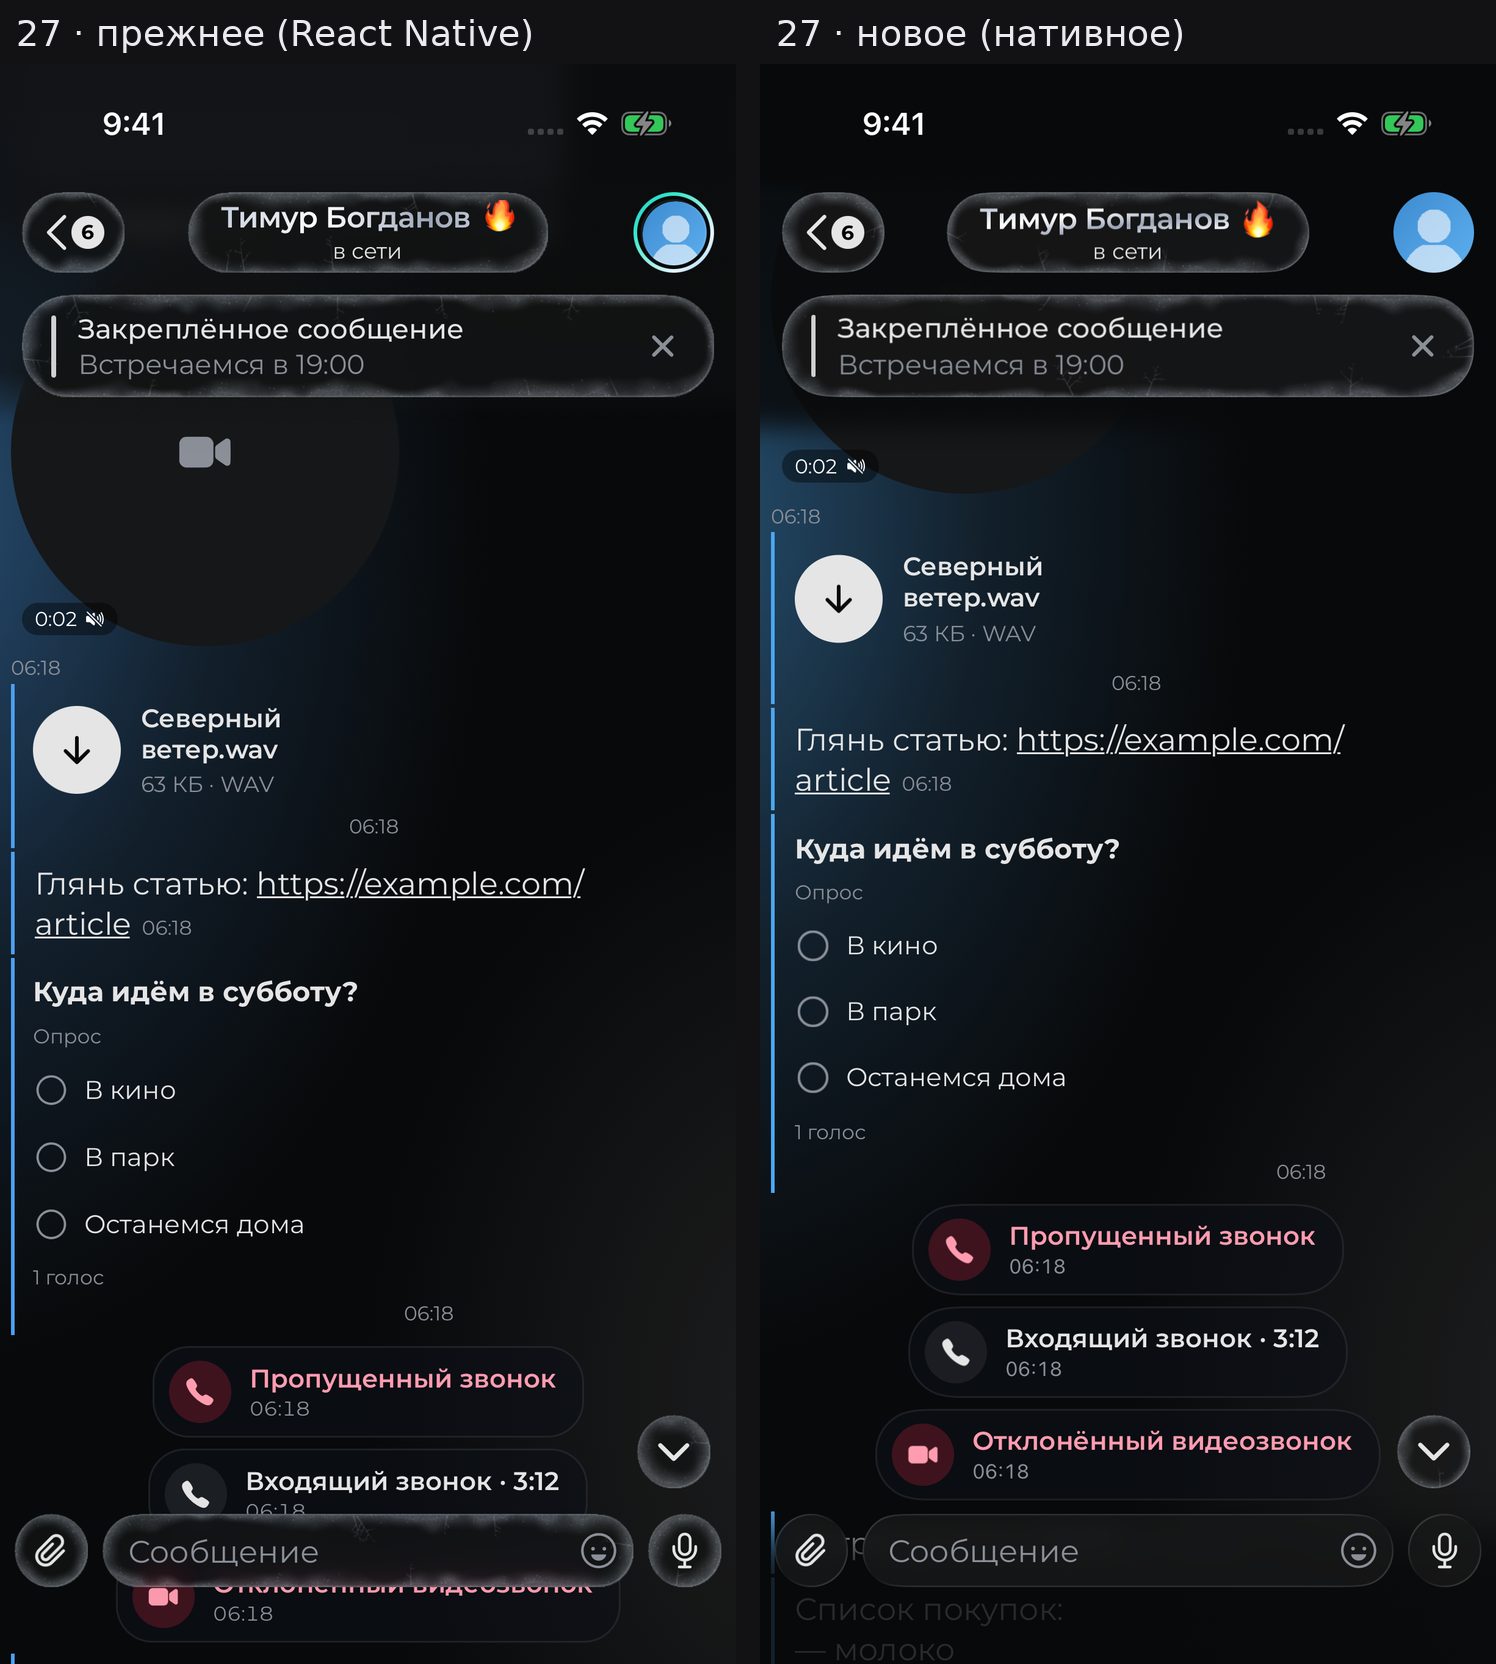 27 · прежнее (React Native)
9:41
6
Тимур Богданов 🔥
в сети
Закреплённое сообщение
Встречаемся в 19:00
0:02
06:18
Северный
ветер.wav
63 КБ · WAV
06:18
Глянь статью: https://example.com/
article 06:18
Куда идём в субботу?
Опрос
В кино
В парк
Останемся дома
1 голос
06:18
Пропущенный звонок
06:18
Входящий звонок · 3:12
06:18
Сообщение
Отклонённый видеозвонок
06:18
27 · новое (нативное)
9:41
6
Тимур Богданов 🔥
в сети
Закреплённое сообщение
Встречаемся в 19:00
0:02
06:18
Северный
ветер.wav
63 КБ · WAV
06:18
Глянь статью: https://example.com/
article 06:18
Куда идём в субботу?
Опрос
В кино
В парк
Останемся дома
1 голос
06:18
Пропущенный звонок
06:18
Входящий звонок · 3:12
06:18
Отклонённый видеозвонок
06:18
Сообщение
Список покупок:
— молоко